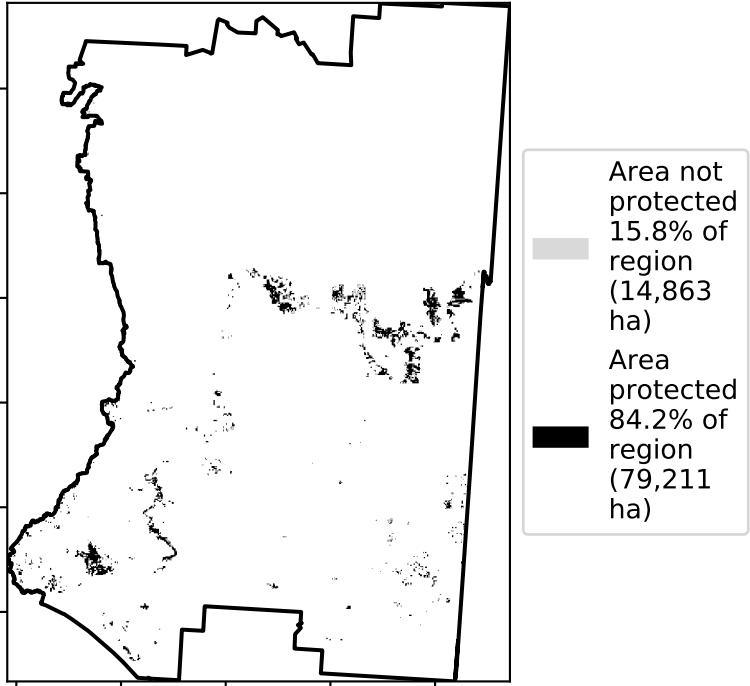 Area not
protected
15.8% of
region
(14,863
ha)
Area
protected
84.2% of
region
(79,211
ha)